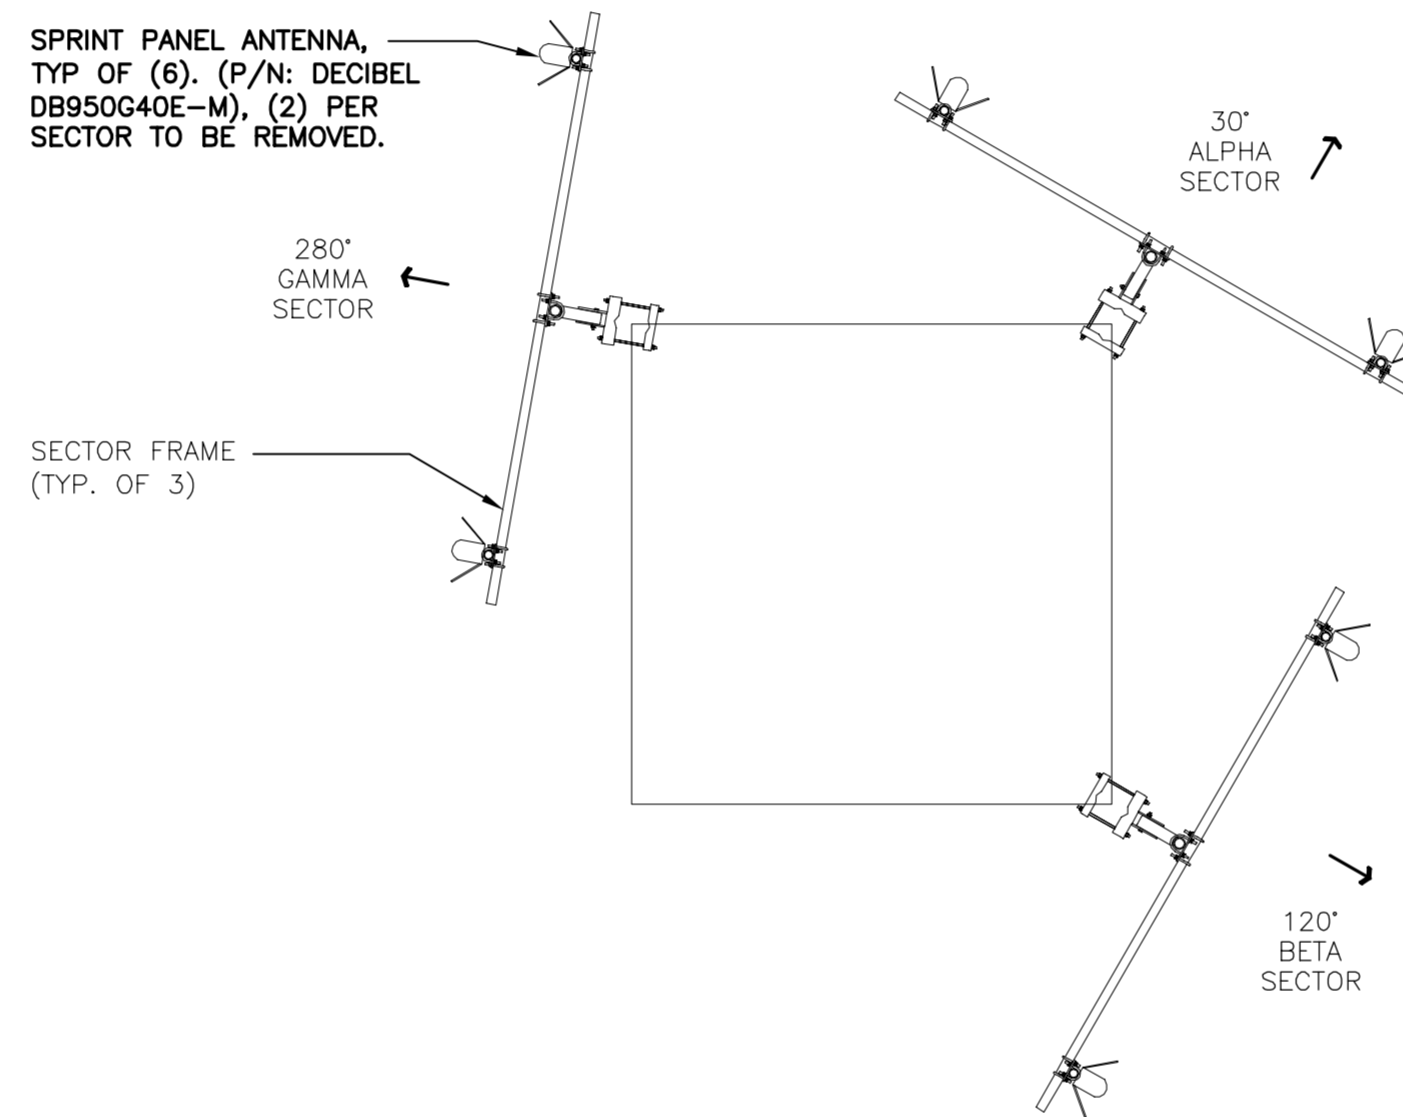 SPRINT PANEL ANTENNA,
TYP OF (6). (P/N: DECIBEL
DB950G40E-M), (2) PER
SECTOR TO BE REMOVED.
30°
ALPHA
SECTOR
280°
GAMMA
SECTOR
SECTOR FRAME
(TYP. OF 3)
120°
BETA
SECTOR